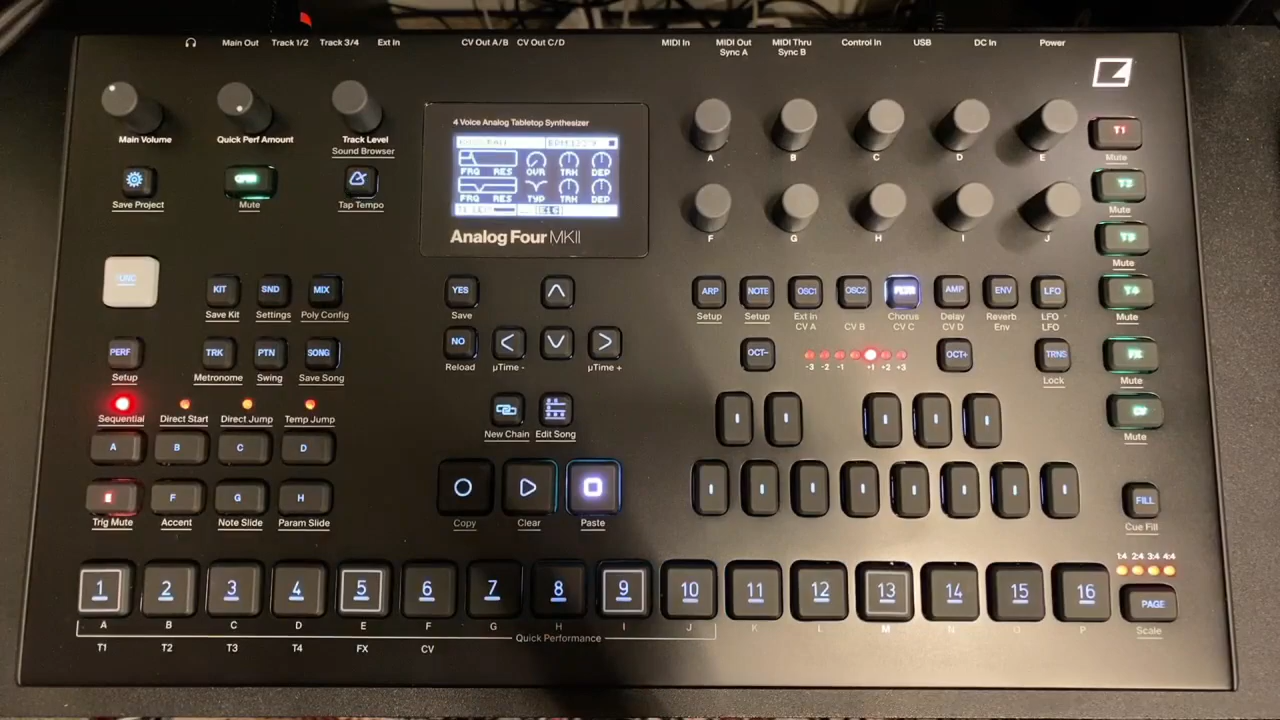 Main Out Track 1/2 Track 3/4 Ext In CV Out A/B CV Out C/D MIDI In MIDI Out MIDI Thru Control In USB DC In Power
Sync A Sync B
4 Voice Analog Tabletop Synthesizer
FRQ RES OVR TRK DEP
FRQ RES TYP TRK DEP
Analog Four MKII
Main Volume Quick Perf Amount Track Level
Sound Browser
A B C D E
F G H I J
T1
Mute
Mute
Mute
T4
Mute
FX
Mute
CV
Mute
Save Project Mute Tap Tempo
FUNC
KIT SND MIX
Save Kit Settings Poly Config
PERF TRK PTN SONG
Setup Metronome Swing Save Song
YES
Save
NO < V >
Reload µTime - µTime +
ARP NOTE OSC1 OSC2 FLTR AMP ENV LFO
Setup Setup Ext In Chorus Delay Reverb LFO
CV A CV B CV C CV D Env LFO
OCT- OCT+ TRNS
-3 -2 -1 +1 +2 +3
Lock
Sequential Direct Start Direct Jump Temp Jump
A B C D
E F G H
Trig Mute Accent Note Slide Param Slide
New Chain Edit Song
Copy Clear Paste
FILL
Cue Fill
1:4 2:4 3:4 4:4
1 2 3 4 5 6 7 8 9 10 11 12 13 14 15 16 PAGE
A B C D E F G H I J K L M N O P Scale
Quick Performance
T1 T2 T3 T4 FX CV